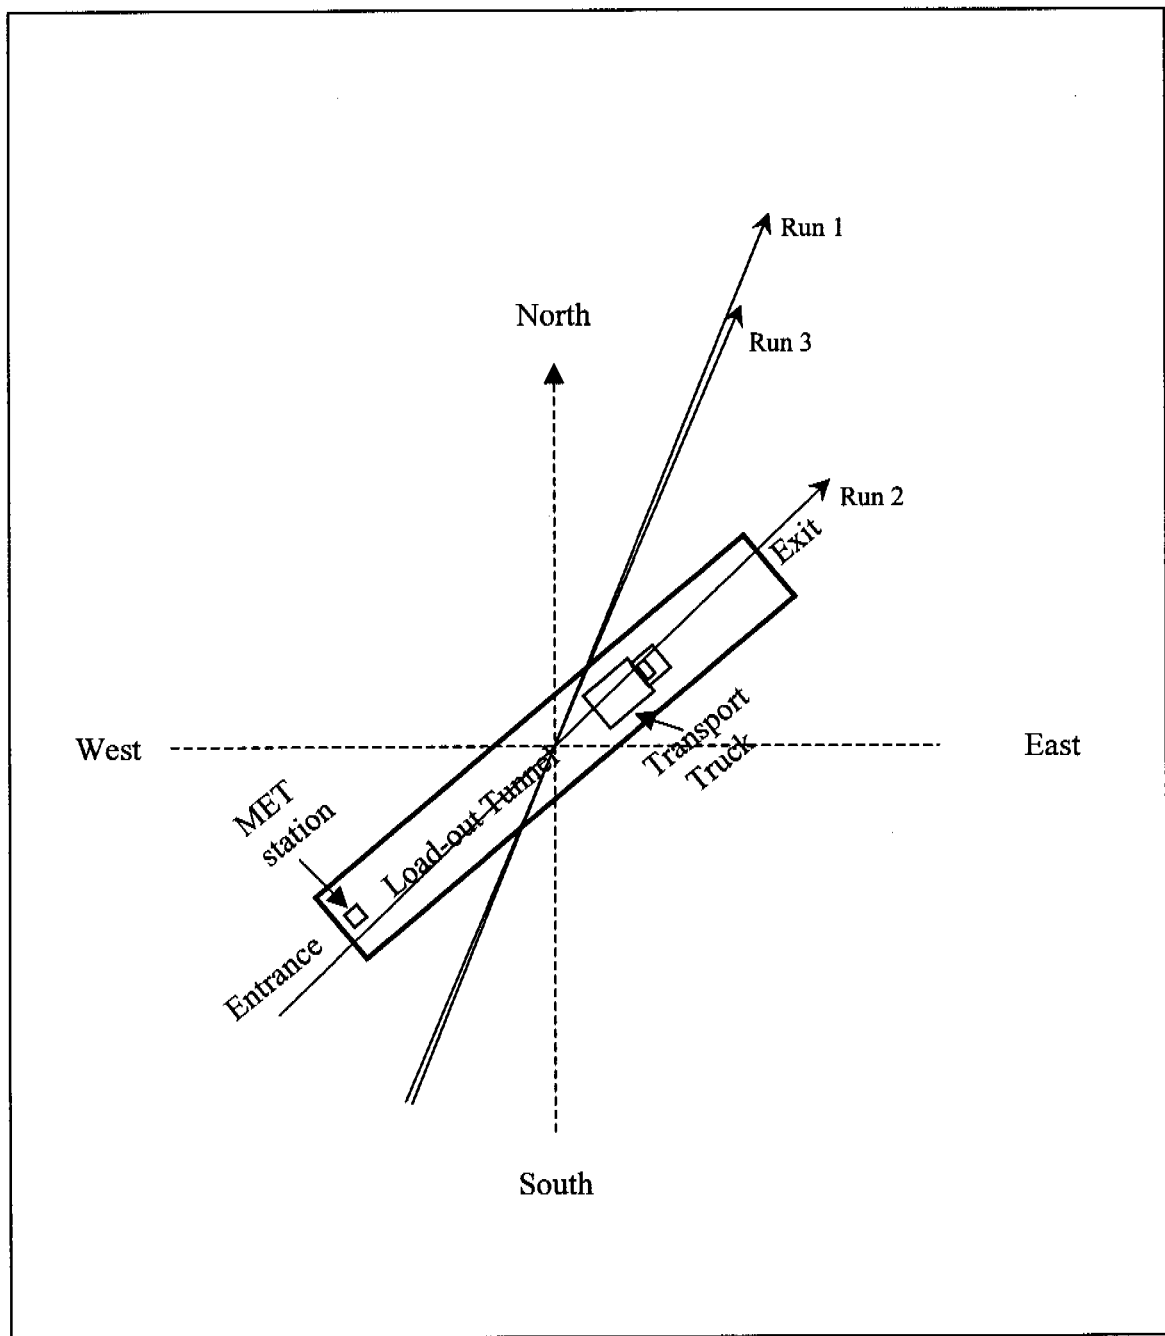 Run 1
North
Run 3
Run 2
Exit
West
East
Transport
Truck
MET
station
Load-out Tunnel
Entrance
South